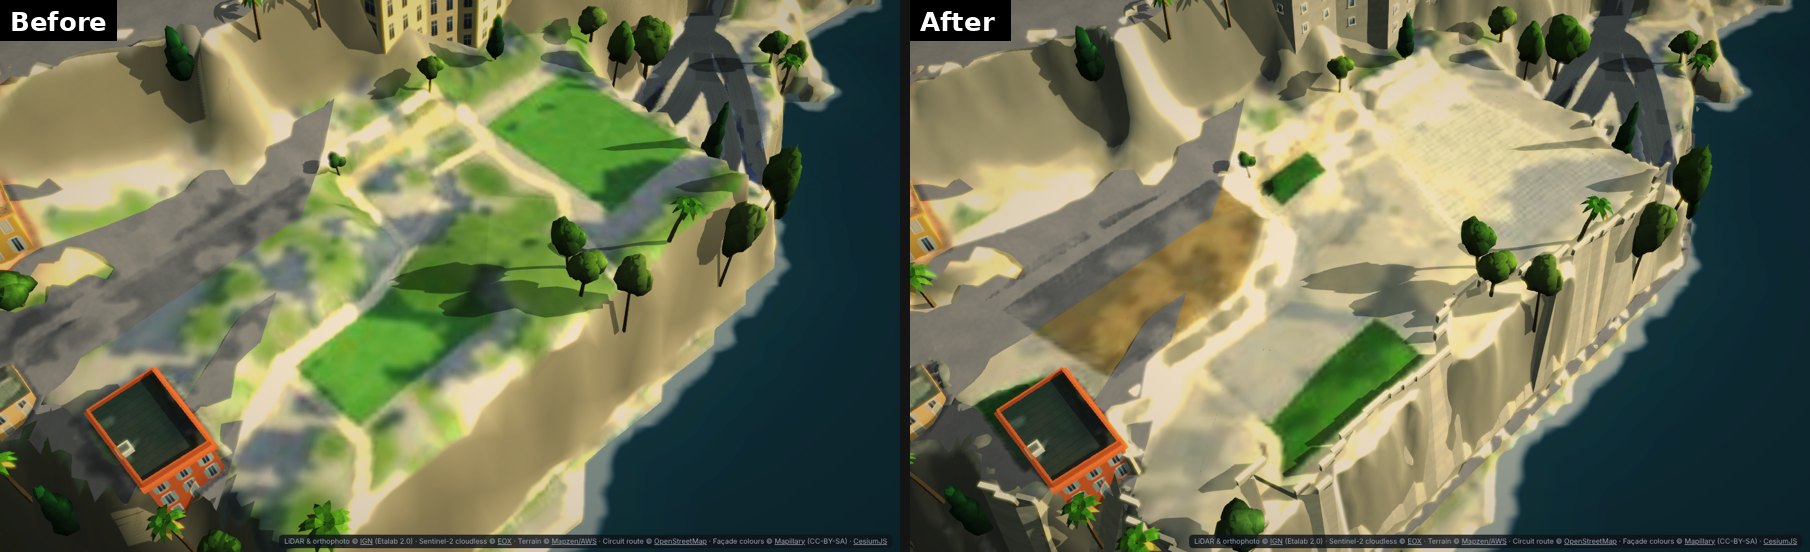 Before
After
LiDAR & orthophoto © IGN (Etalab 2.0) · Sentinel-2 cloudless © EOX · Terrain © Mapzen/AWS · Circuit route © OpenStreetMap · Façade colours © Mapillary (CC-BY-SA) · CesiumJS
LiDAR & orthophoto © IGN (Etalab 2.0) · Sentinel-2 cloudless © EOX · Terrain © Mapzen/AWS · Circuit route © OpenStreetMap · Façade colours © Mapillary (CC-BY-SA) · CesiumJS